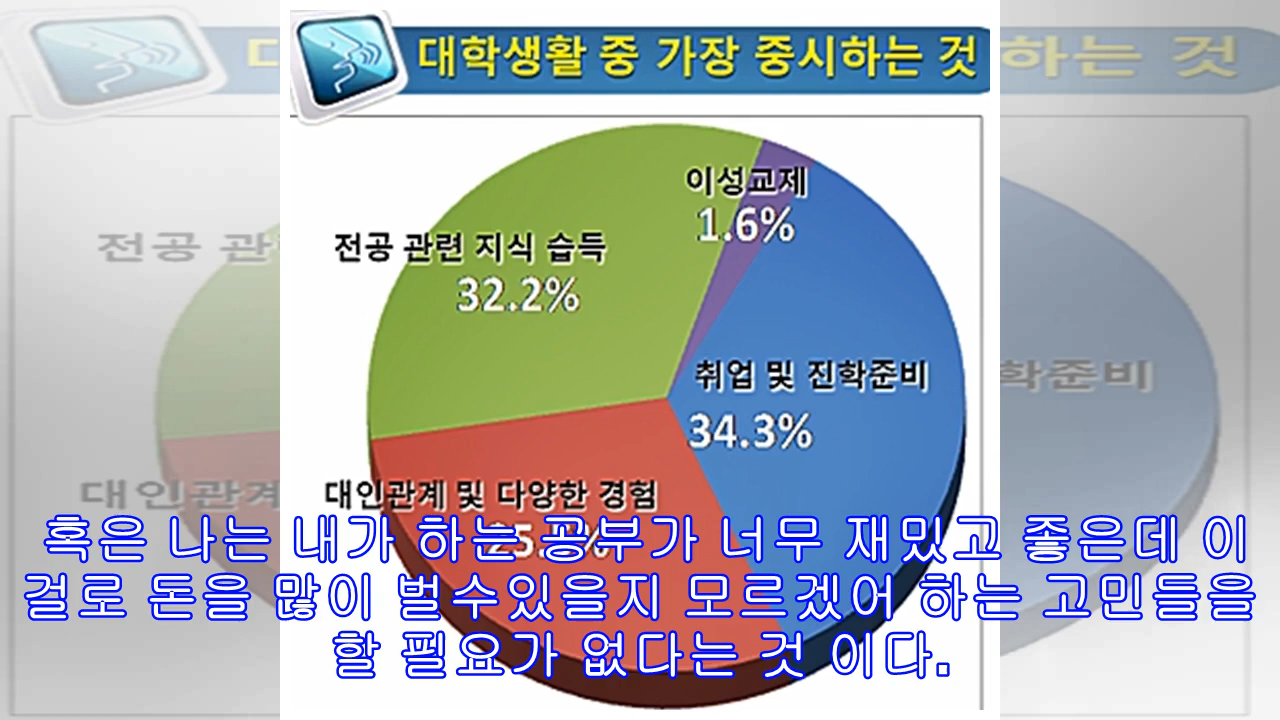 대학생활 중 가장 중시하는 것
이성교제
1.6%
전공 관련 지식 습득
32.2%
취업 및 진학준비
34.3%
대인관계 및 다양한 경험
혹은 나는 내가 하는 공부가 너무 재밌고 좋은데 이
걸로 돈을 많이 벌수있을지 모르겠어 하는 고민들을
할 필요가 없다는 것 이다.